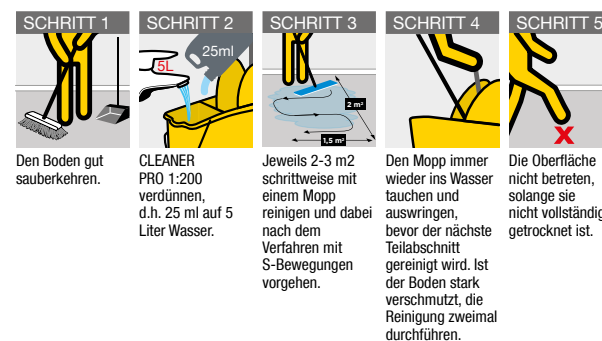 SCHRITT 1
Den Boden gut
sauberkehren.
SCHRITT 2
25ml
5L
CLEANER
PRO 1:200
verdünnen,
d.h. 25 ml auf 5
Liter Wasser.
SCHRITT 3
2 m²
1,5 m²
Jeweils 2-3 m2
schrittweise mit
einem Mopp
reinigen und dabei
nach dem
Verfahren mit
S-Bewegungen
vorgehen.
SCHRITT 4
Den Mopp immer
wieder ins Wasser
tauchen und
auswringen,
bevor der nächste
Teilabschnitt
gereinigt wird. Ist
der Boden stark
verschmutzt, die
Reinigung zweimal
durchführen.
SCHRITT 5
Die Oberfläche
nicht betreten,
solange sie
nicht vollständig
getrocknet ist.